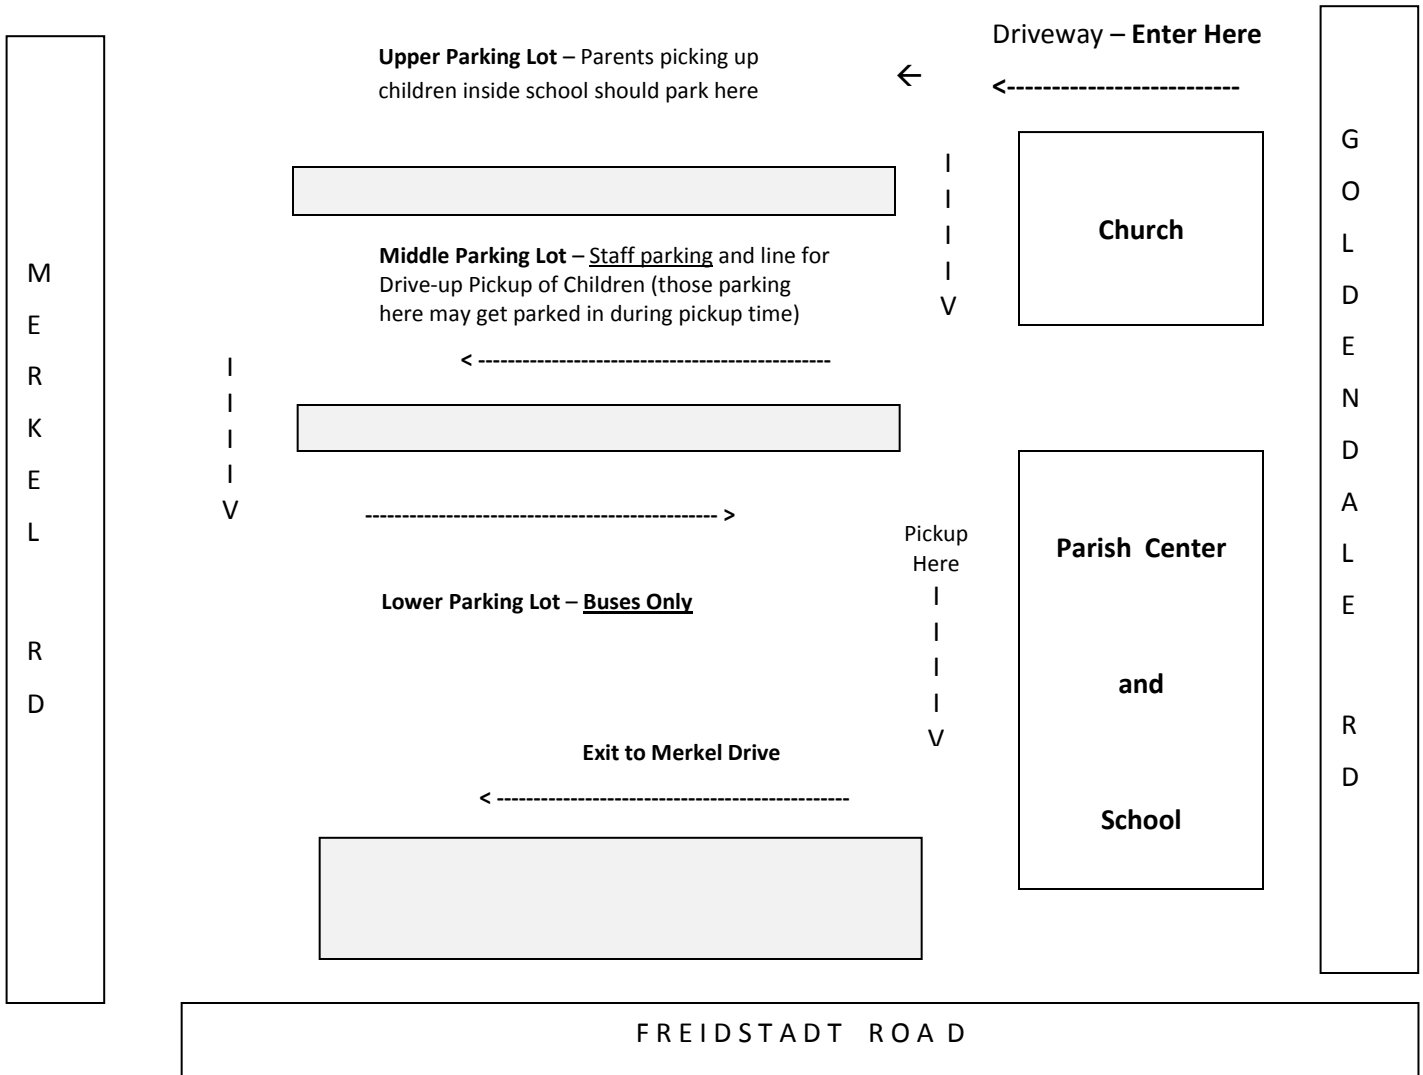 Driveway – Enter Here
<--------------------------
Upper Parking Lot – Parents picking up
children inside school should park here
←
I
I
I
I
V
Church
Middle Parking Lot – Staff parking and line for
Drive-up Pickup of Children (those parking
here may get parked in during pickup time)
< ------------------------------------------------
I
I
I
I
V
------------------------------------------------ >
Pickup
Here
I
I
I
I
V
Lower Parking Lot – Buses Only
Parish Center
and
School
Exit to Merkel Drive
< ------------------------------------------------
M
E
R
K
E
L
R
D
G
O
L
D
E
N
D
A
L
E
R
D
FREIDSTADT ROAD